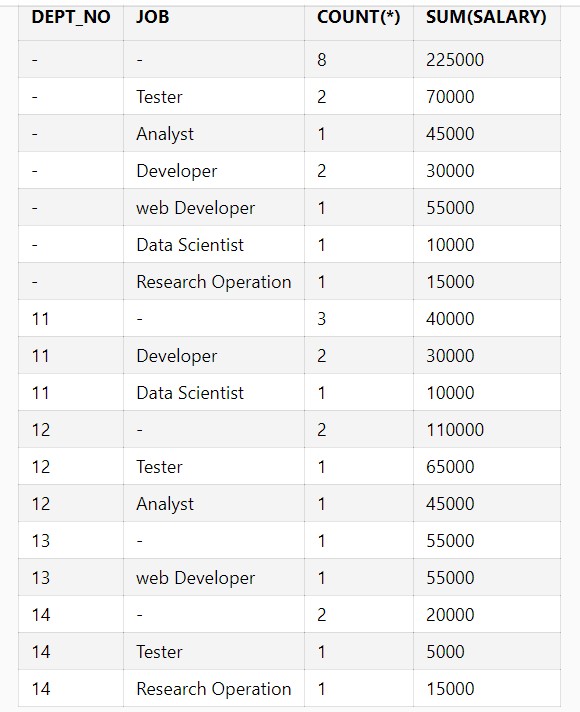 DEPT_NO JOB COUNT(*) SUM(SALARY)
- - 8 225000
- Tester 2 70000
- Analyst 1 45000
- Developer 2 30000
- web Developer 1 55000
- Data Scientist 1 10000
- Research Operation 1 15000
11 - 3 40000
11 Developer 2 30000
11 Data Scientist 1 10000
12 - 2 110000
12 Tester 1 65000
12 Analyst 1 45000
13 - 1 55000
13 web Developer 1 55000
14 - 2 20000
14 Tester 1 5000
14 Research Operation 1 15000